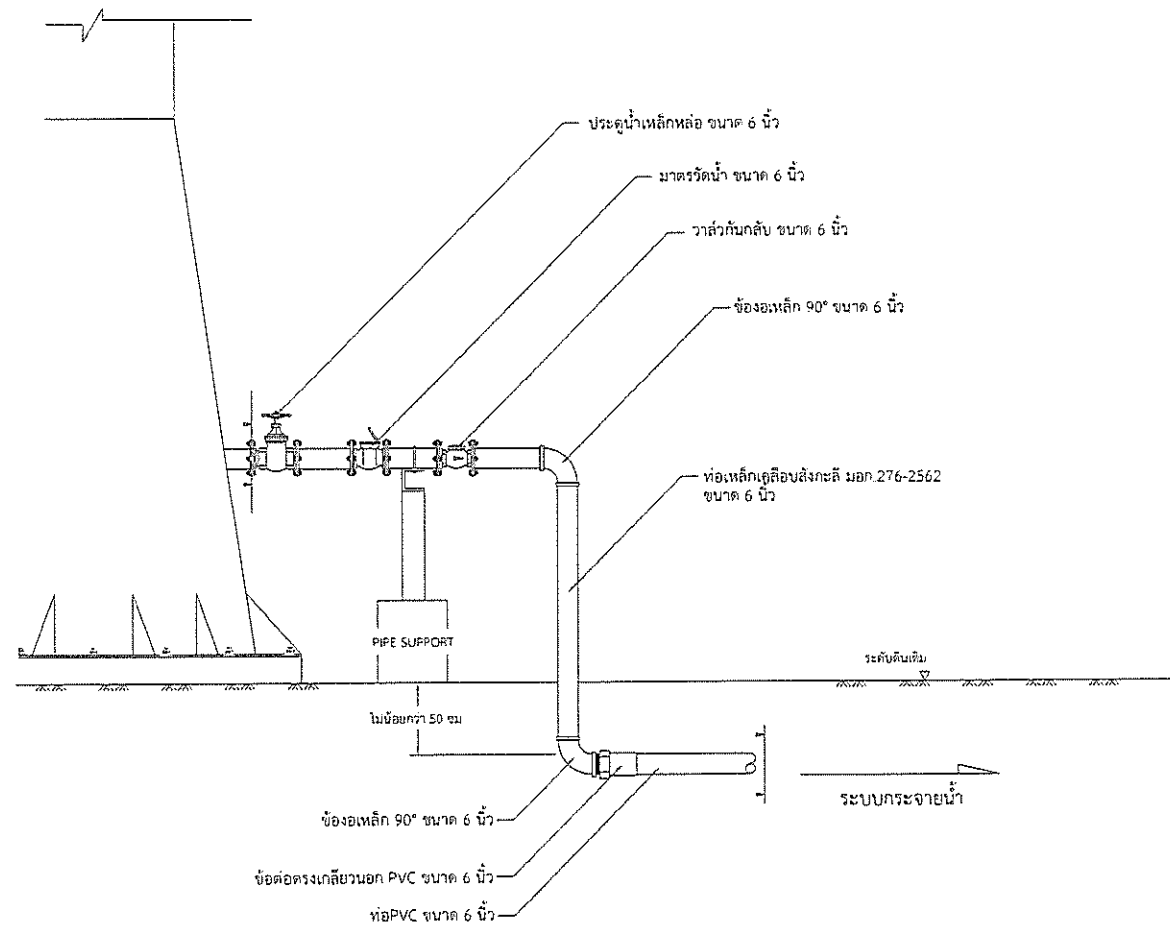 ประตูน้ำเหล็กหล่อ ขนาด 6 นิ้ว
มาตรวัดน้ำ ขนาด 6 นิ้ว
วาล์วกันกลับ ขนาด 6 นิ้ว
ข้องอเหล็ก 90° ขนาด 6 นิ้ว
ท่อเหล็กเคลือบสังกะสี มอก.276-2562
ขนาด 6 นิ้ว
PIPE SUPPORT
ระดับดินเดิม
ไม่น้อยกว่า 50 ซม
ระบบกระจายน้ำ
ข้องอเหล็ก 90° ขนาด 6 นิ้ว
ข้อต่อตรงเกลียวนอก PVC ขนาด 6 นิ้ว
ท่อPVC ขนาด 6 นิ้ว